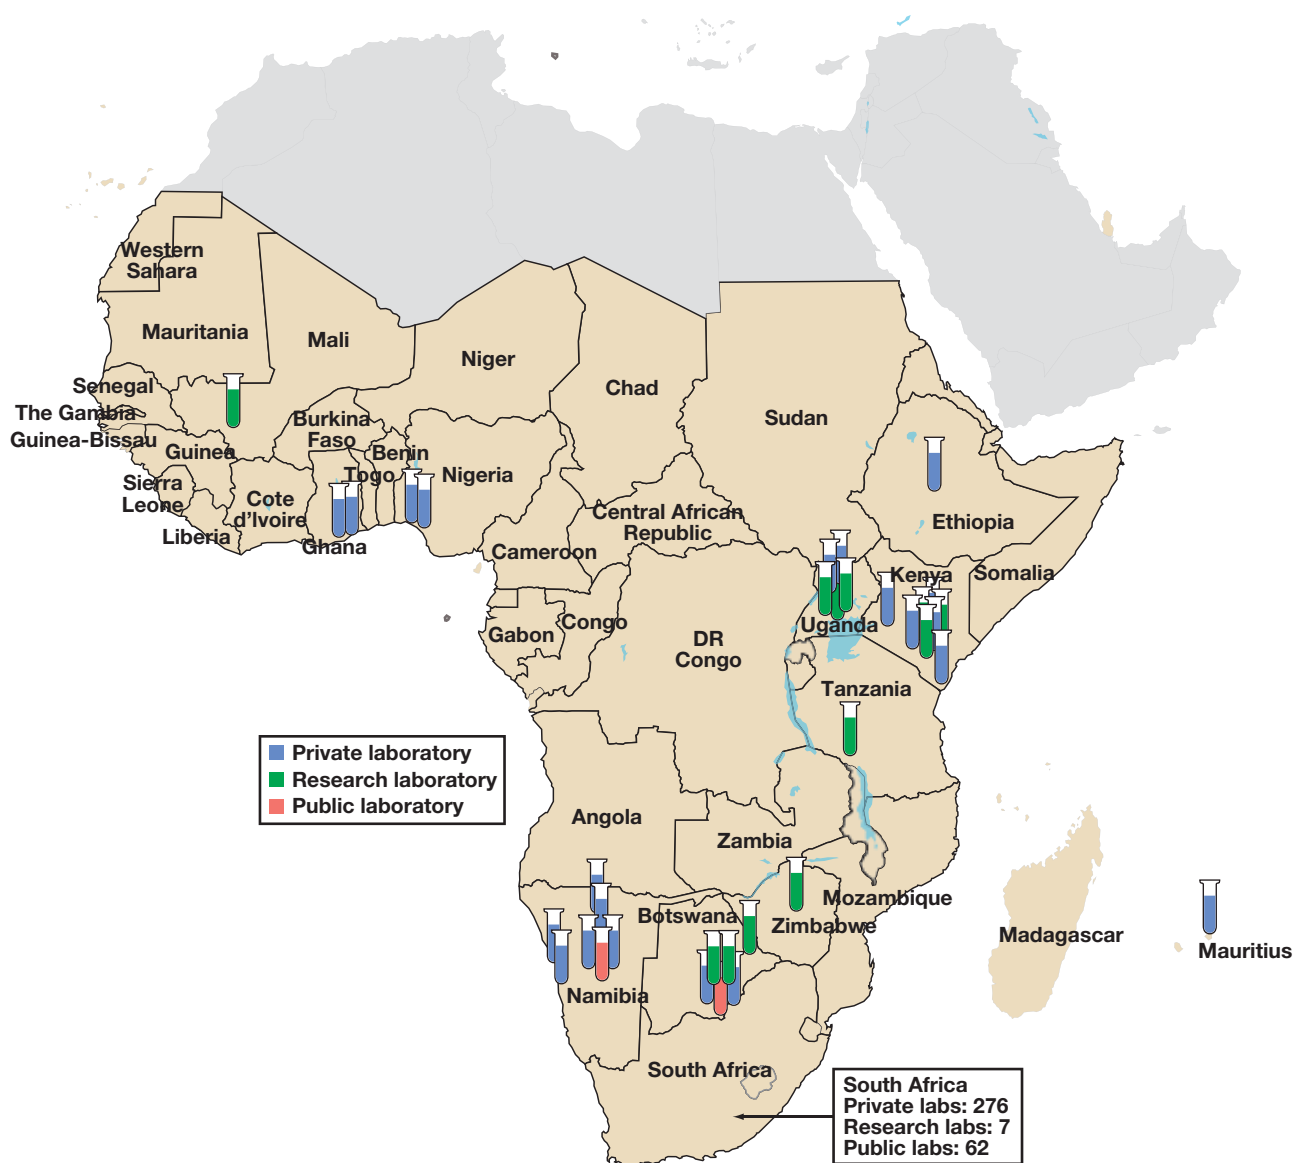 Western
Sahara
Mauritania
Mali
Niger
Chad
Sudan
Senegal
The Gambia
Guinea-Bissau
Guinea
Burkina
Faso
Benin
Togo
Nigeria
Sierra
Leone
Cote
d'Ivoire
Liberia
Ghana
Central African
Republic
Cameroon
Ethiopia
Somalia
Kenya
Uganda
Gabon
Congo
DR
Congo
Tanzania
Private laboratory
Research laboratory
Public laboratory
Angola
Zambia
Mozambique
Botswana
Zimbabwe
Madagascar
Mauritius
Namibia
South Africa
South Africa
Private labs: 276
Research labs: 7
Public labs: 62